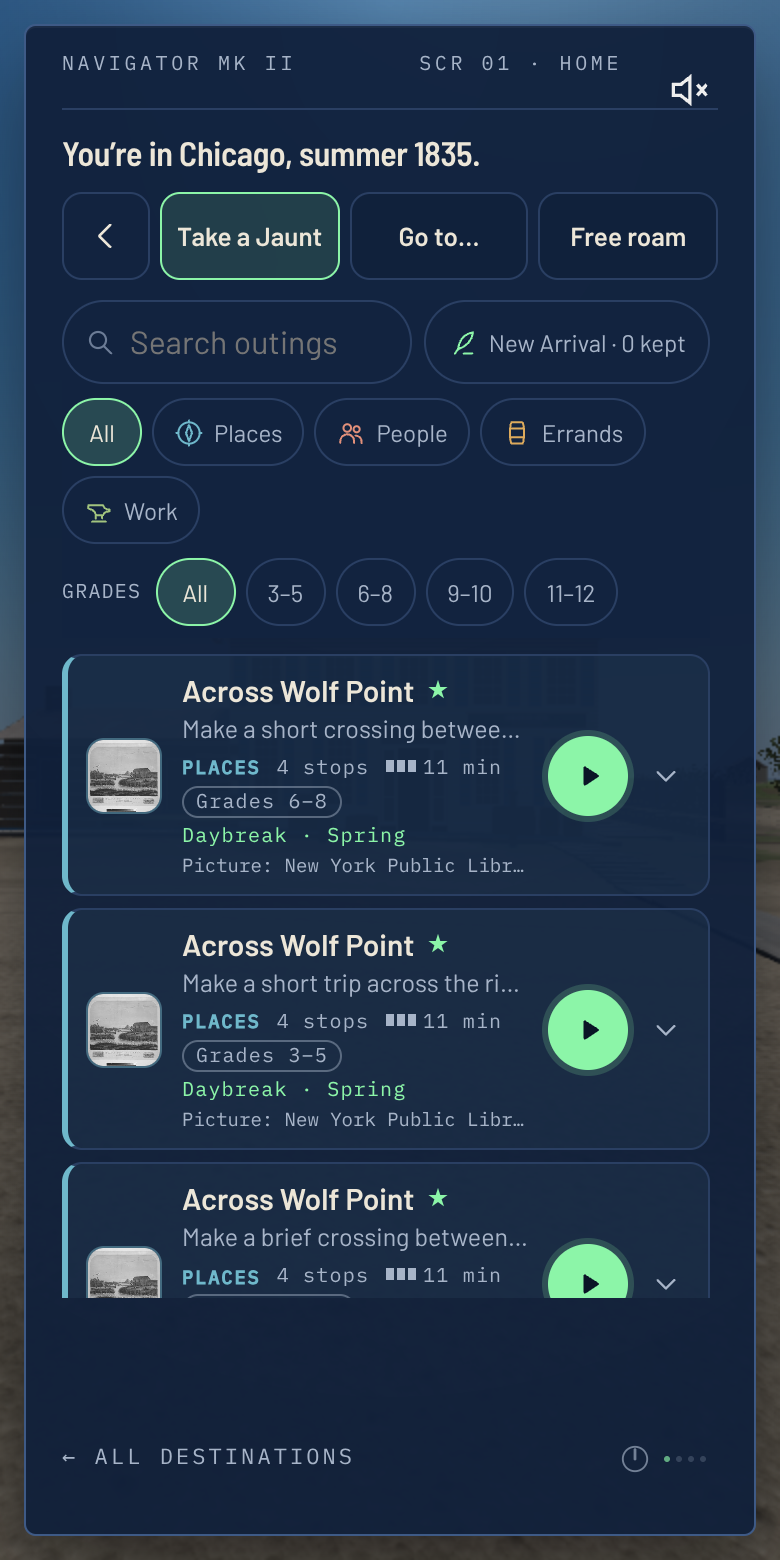 NAVIGATOR MK II
SCR 01 · HOME
You’re in Chicago, summer 1835.
Take a Jaunt
Go to…
Free roam
Search outings
New Arrival · 0 kept
All
Places
People
Errands
Work
GRADES
All
3–5
6–8
9–10
11–12
Across Wolf Point ★
Make a short crossing betwee…
PLACES 4 stops 11 min
Grades 6–8
Daybreak · Spring
Picture: New York Public Libr…
Across Wolf Point ★
Make a short trip across the ri…
PLACES 4 stops 11 min
Grades 3–5
Daybreak · Spring
Picture: New York Public Libr…
Across Wolf Point ★
Make a brief crossing between…
PLACES 4 stops 11 min
← ALL DESTINATIONS